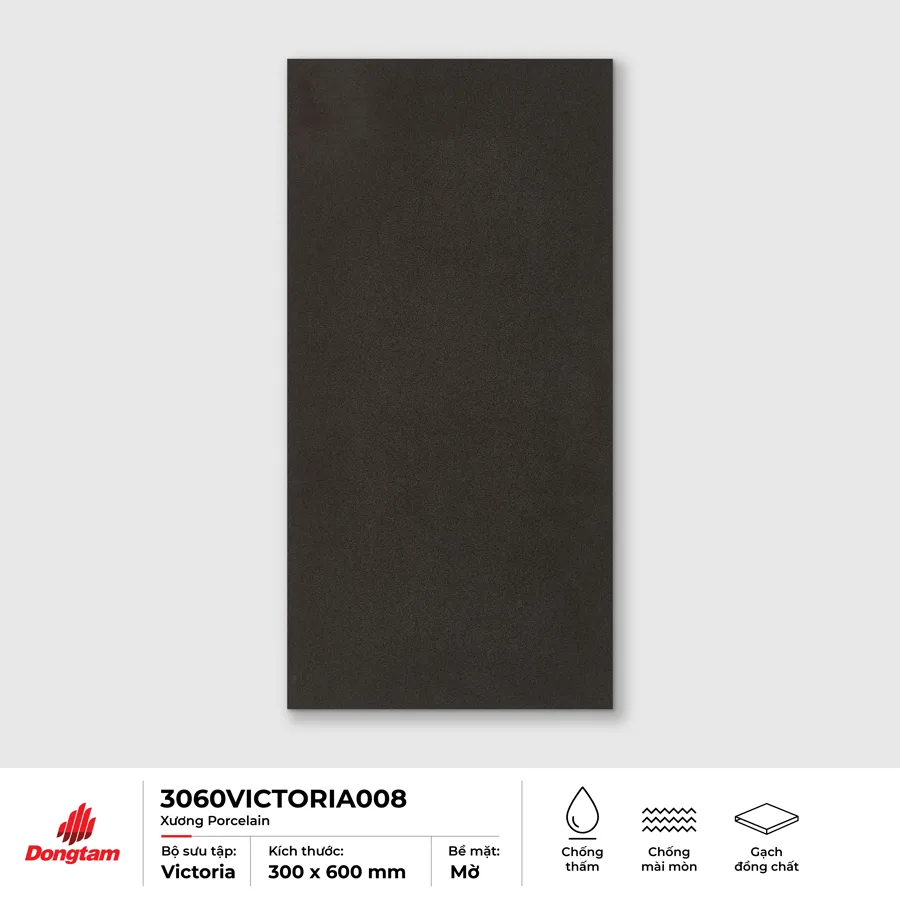 Dongtam
3060VICTORIA008
Xương Porcelain
Bộ sưu tập:
Victoria
Kích thước:
300 x 600 mm
Bề mặt:
Mờ
Chống
thấm
Chống
mài mòn
Gạch
đồng chất